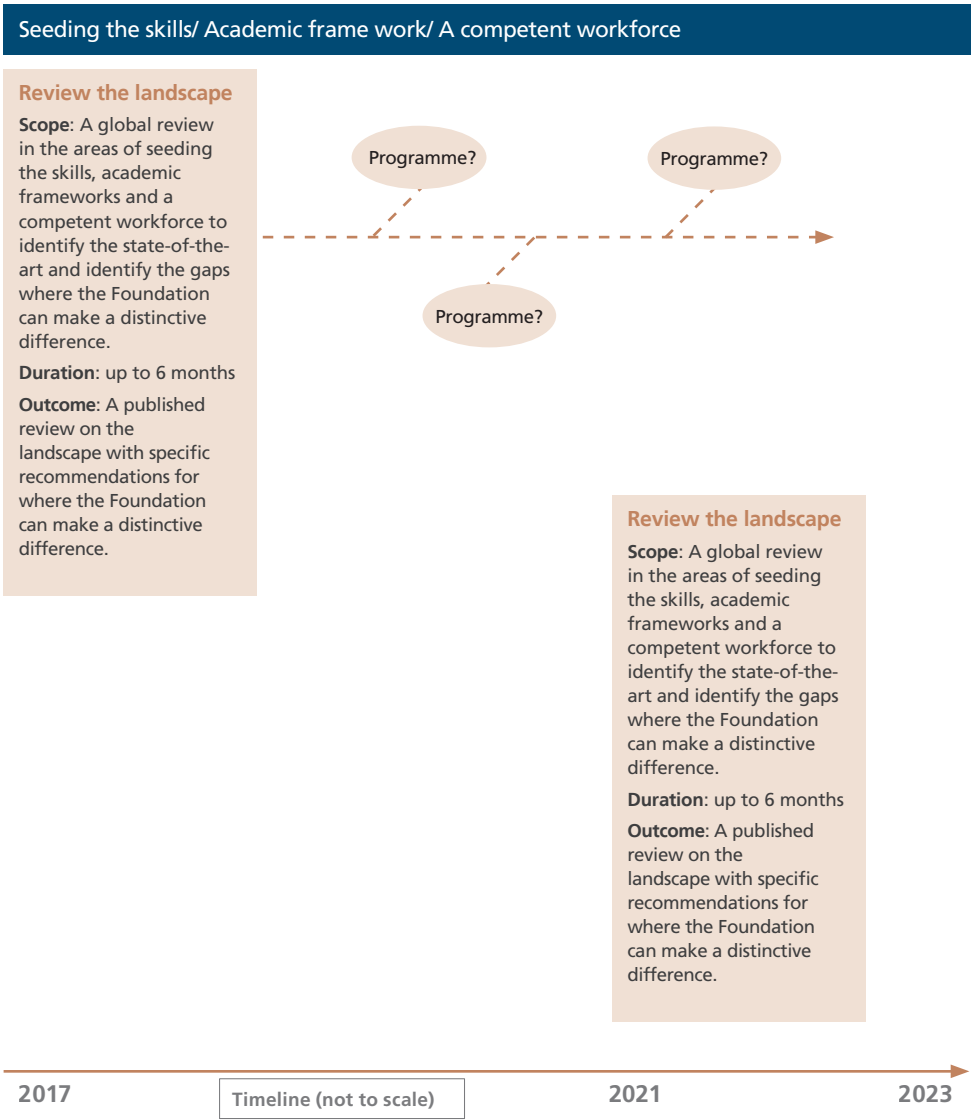 Seeding the skills/ Academic frame work/ A competent workforce
Review the landscape
Scope: A global review
in the areas of seeding
the skills, academic
frameworks and a
competent workforce to
identify the state-of-the-
art and identify the gaps
where the Foundation
can make a distinctive
difference.
Duration: up to 6 months
Outcome: A published
review on the
landscape with specific
recommendations for
where the Foundation
can make a distinctive
difference.
Programme?
Programme?
Programme?
Review the landscape
Scope: A global review
in the areas of seeding
the skills, academic
frameworks and a
competent workforce to
identify the state-of-the-
art and identify the gaps
where the Foundation
can make a distinctive
difference.
Duration: up to 6 months
Outcome: A published
review on the
landscape with specific
recommendations for
where the Foundation
can make a distinctive
difference.
2017
Timeline (not to scale)
2021
2023